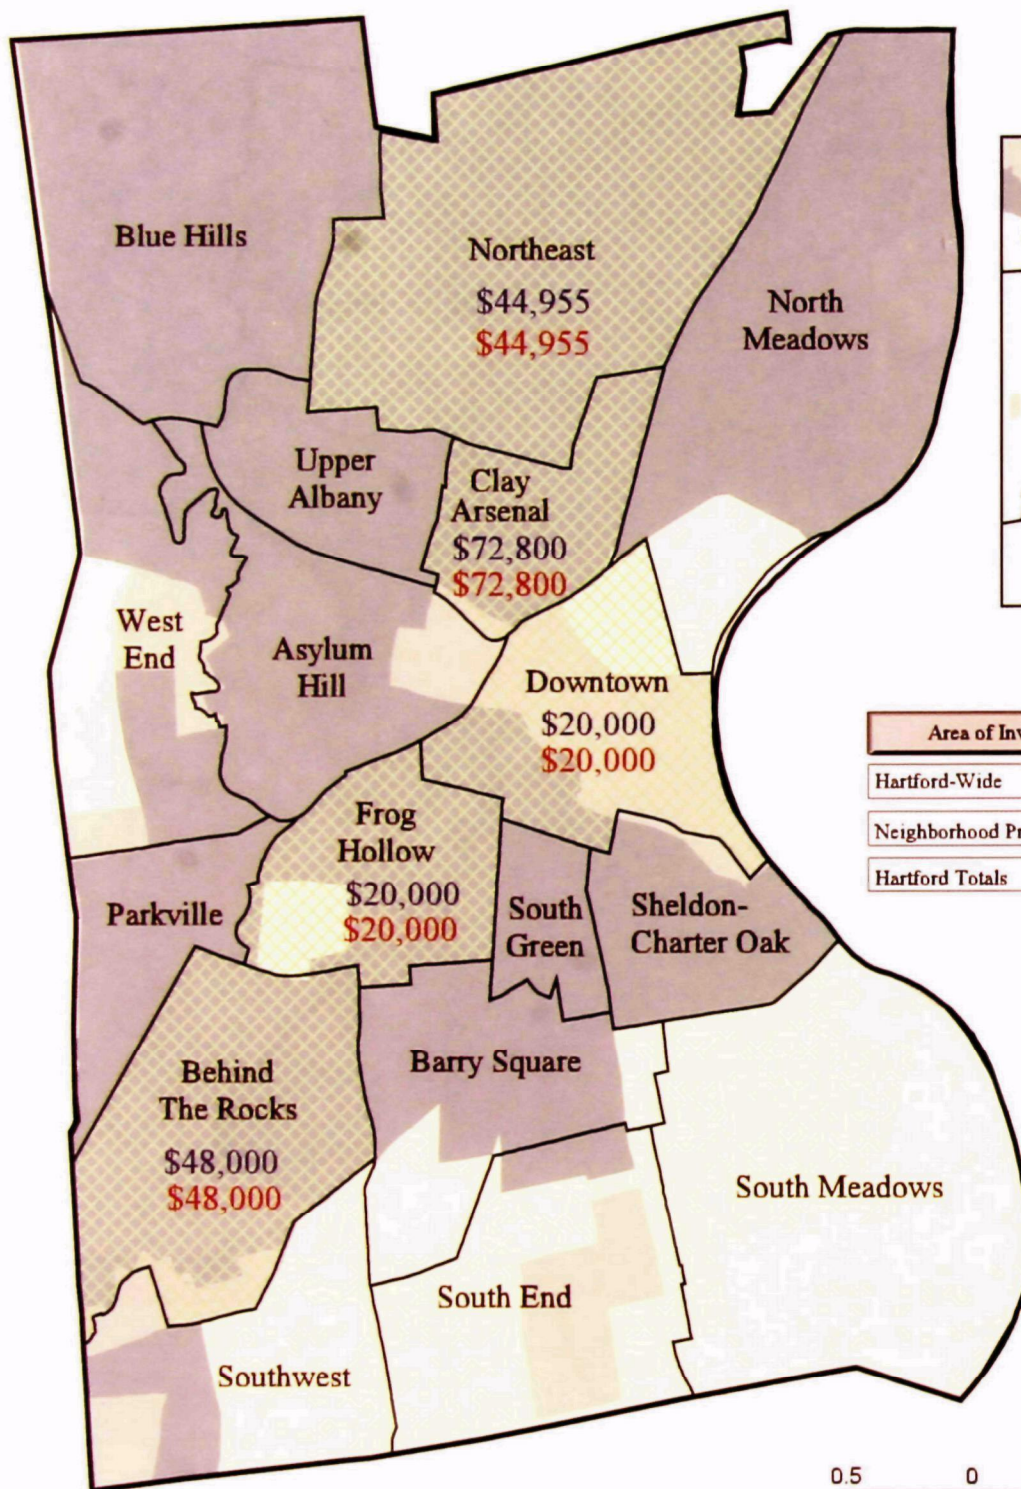 Blue Hills
Northeast
$44,955
$44,955
North
Meadows
Upper
Albany
Clay
Arsenal
$72,800
$72,800
West
End
Asylum
Hill
Downtown
$20,000
$20,000
Area of
Hartford-Wide
Neighborhood
Hartford Totals
Frog
Hollow
$20,000
$20,000
Parkville
South
Green
Sheldon-
Charter Oak
Behind
The Rocks
$48,000
$48,000
Barry Square
South Meadows
South End
Southwest
0.5 0